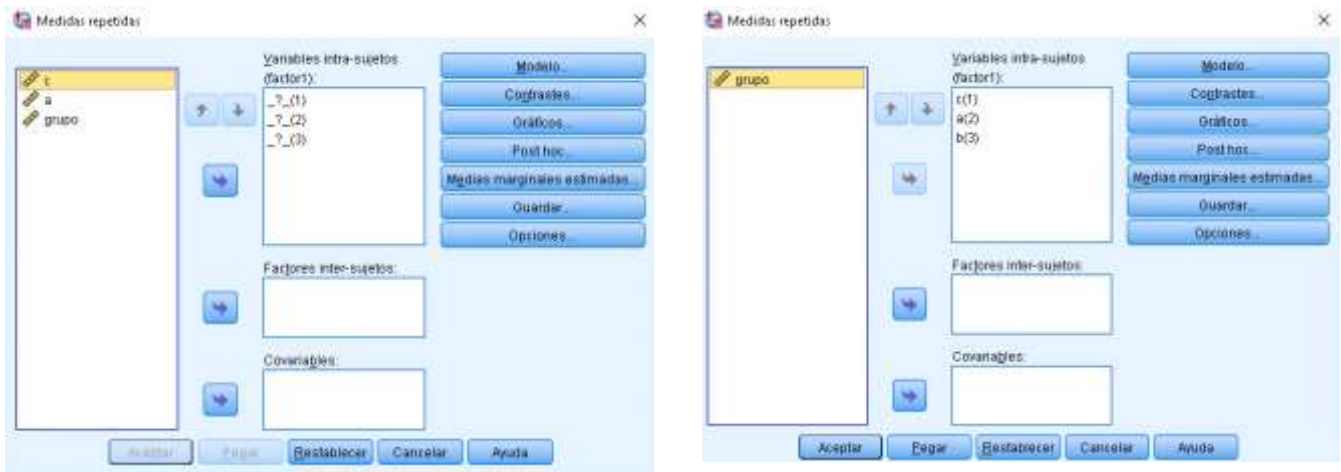 Medidas repetidas
c
a
grupo
Variables intra-sujetos
(factor1):
_?_(1)
_?_(2)
_?_(3)
Factores inter-sujetos:
Covariables:
Modelo...
Contrastes...
Gráficos...
Post hoc...
Medias marginales estimadas...
Guardar...
Opciones...
Aceptar
Pegar
Restablecer
Cancelar
Ayuda
Medidas repetidas
grupo
Variables intra-sujetos
(factor1):
c(1)
a(2)
b(3)
Factores inter-sujetos:
Covariables:
Modelo...
Contrastes...
Gráficos...
Post hoc...
Medias marginales estimadas...
Guardar...
Opciones...
Aceptar
Pegar
Restablecer
Cancelar
Ayuda